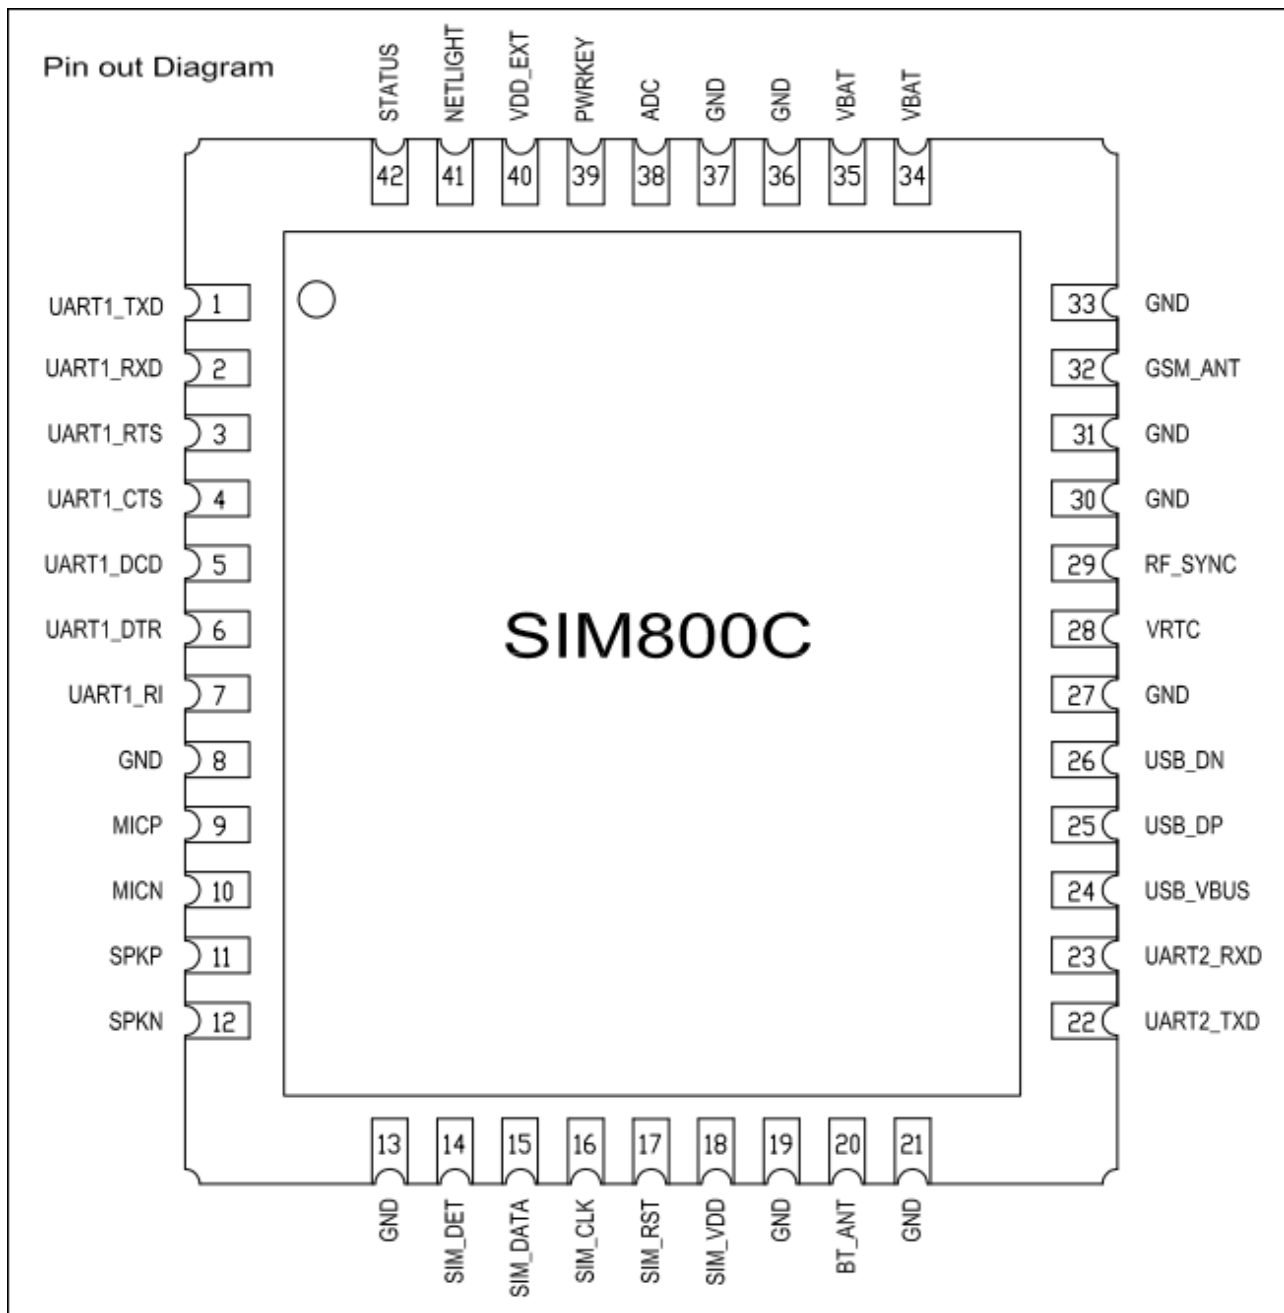 Pin out Diagram
STATUS
NETLIGHT
VDD_EXT
PWRKEY
ADC
GND
GND
VBAT
VBAT
42
41
40
39
38
37
36
35
34
UART1_TXD 1
UART1_RXD 2
UART1_RTS 3
UART1_CTS 4
UART1_DCD 5
UART1_DTR 6
UART1_RI 7
GND 8
MICP 9
MICN 10
SPKP 11
SPKN 12
SIM800C
33 GND
32 GSM_ANT
31 GND
30 GND
29 RF_SYNC
28 VRTC
27 GND
26 USB_DN
25 USB_DP
24 USB_VBUS
23 UART2_RXD
22 UART2_TXD
13
14
15
16
17
18
19
20
21
GND
SIM_DET
SIM_DATA
SIM_CLK
SIM_RST
SIM_VDD
GND
BT_ANT
GND